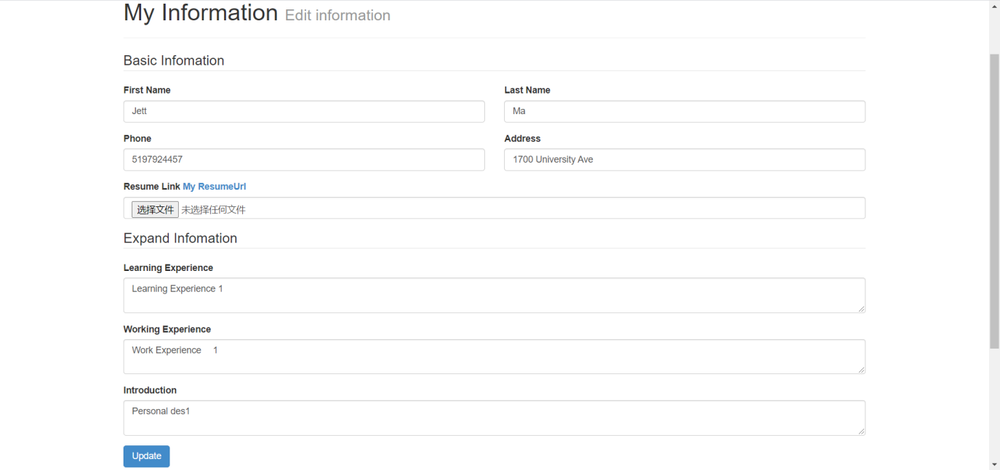 My Information Edit information
Basic Infomation
First Name
Last Name
Jett
Ma
Phone
Address
5197924457
1700 University Ave
Resume Link My ResumeUrl
选择文件 未选择任何文件
Expand Infomation
Learning Experience
Learning Experience 1
Working Experience
Work Experience 1
Introduction
Personal des1
Update